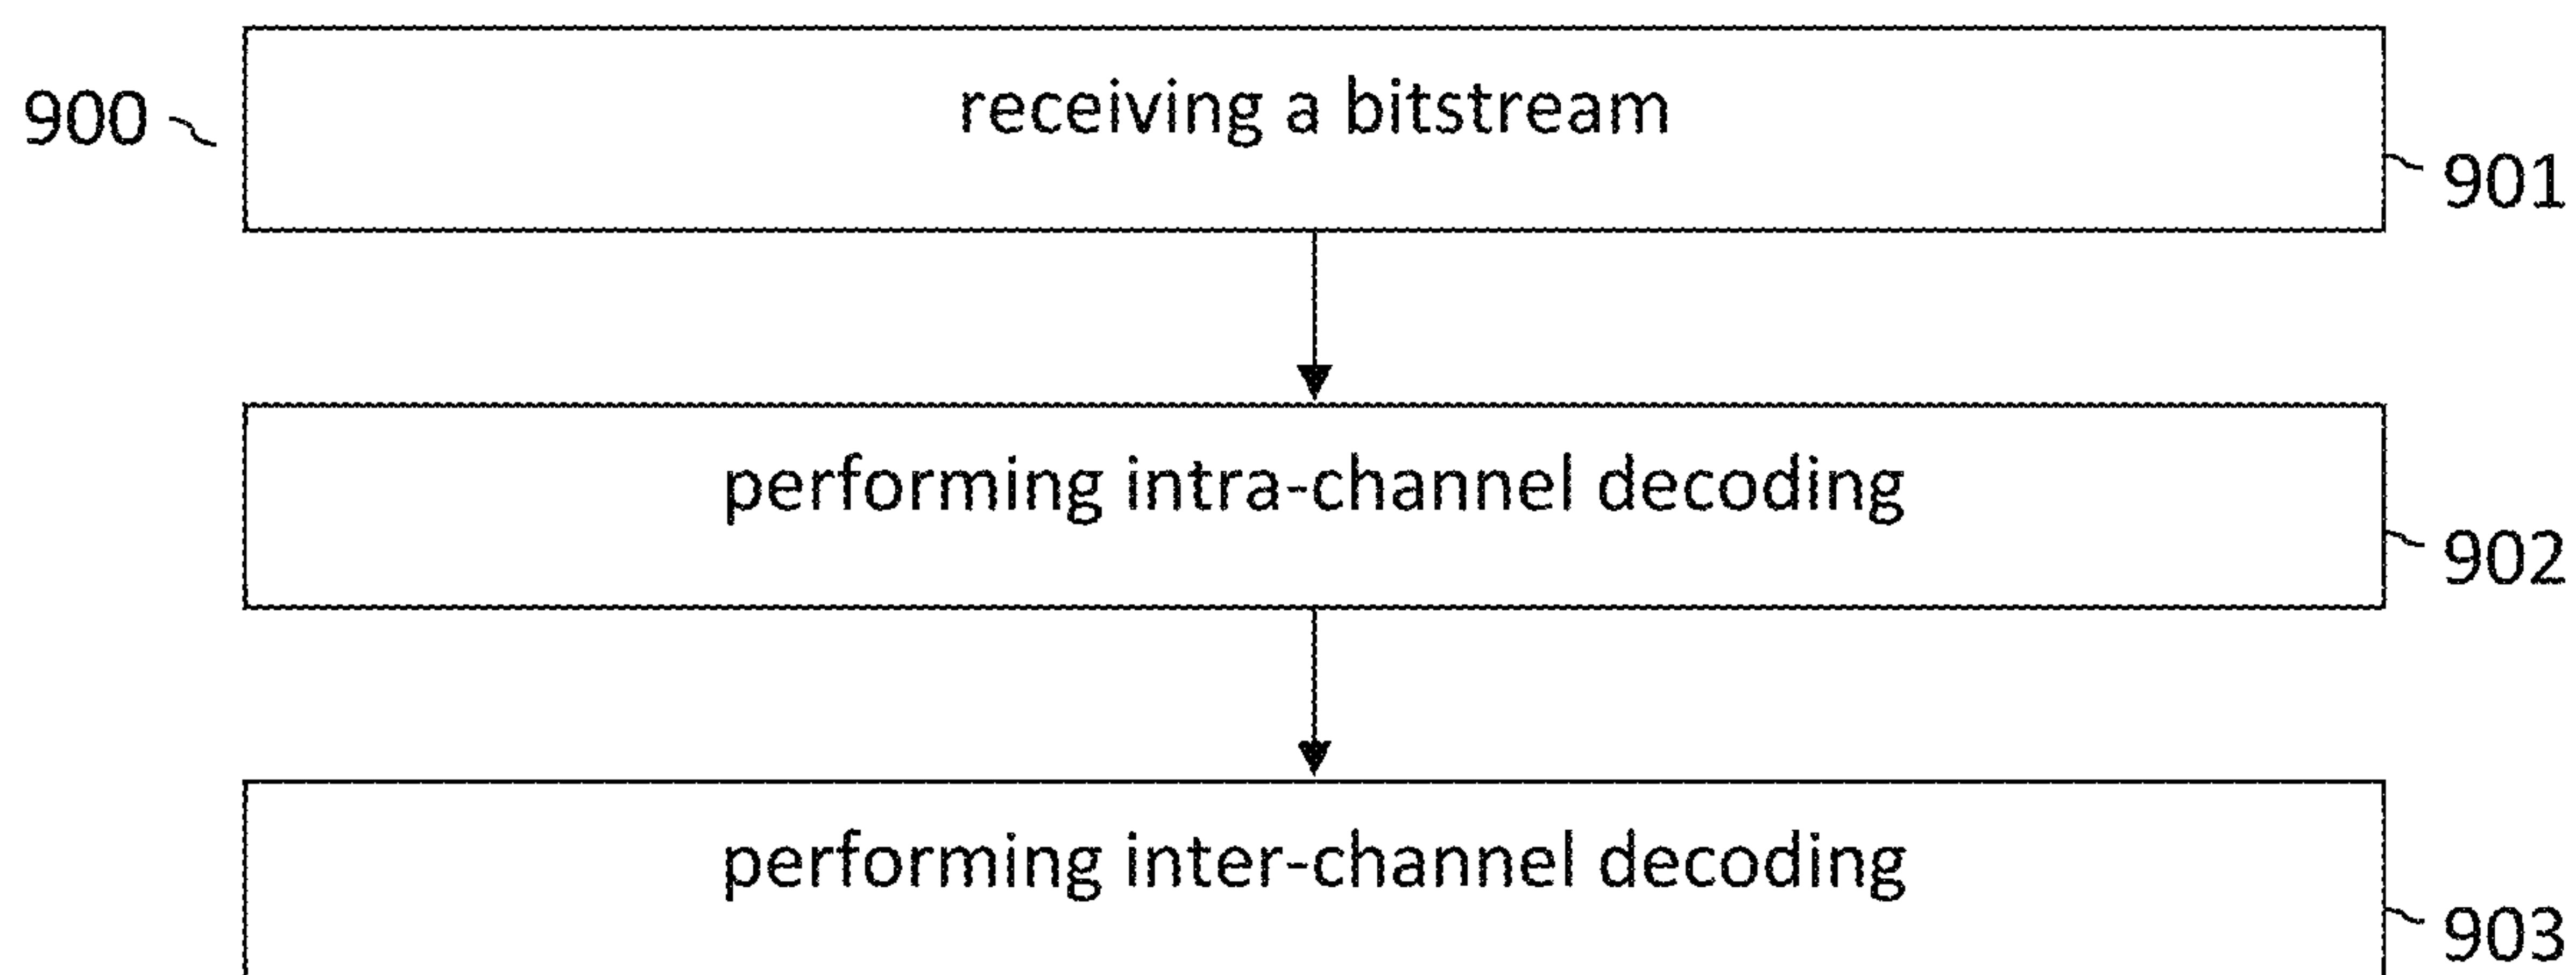 receiving a bitstream
900
901
performing intra-channel decoding
902
performing inter-channel decoding
903